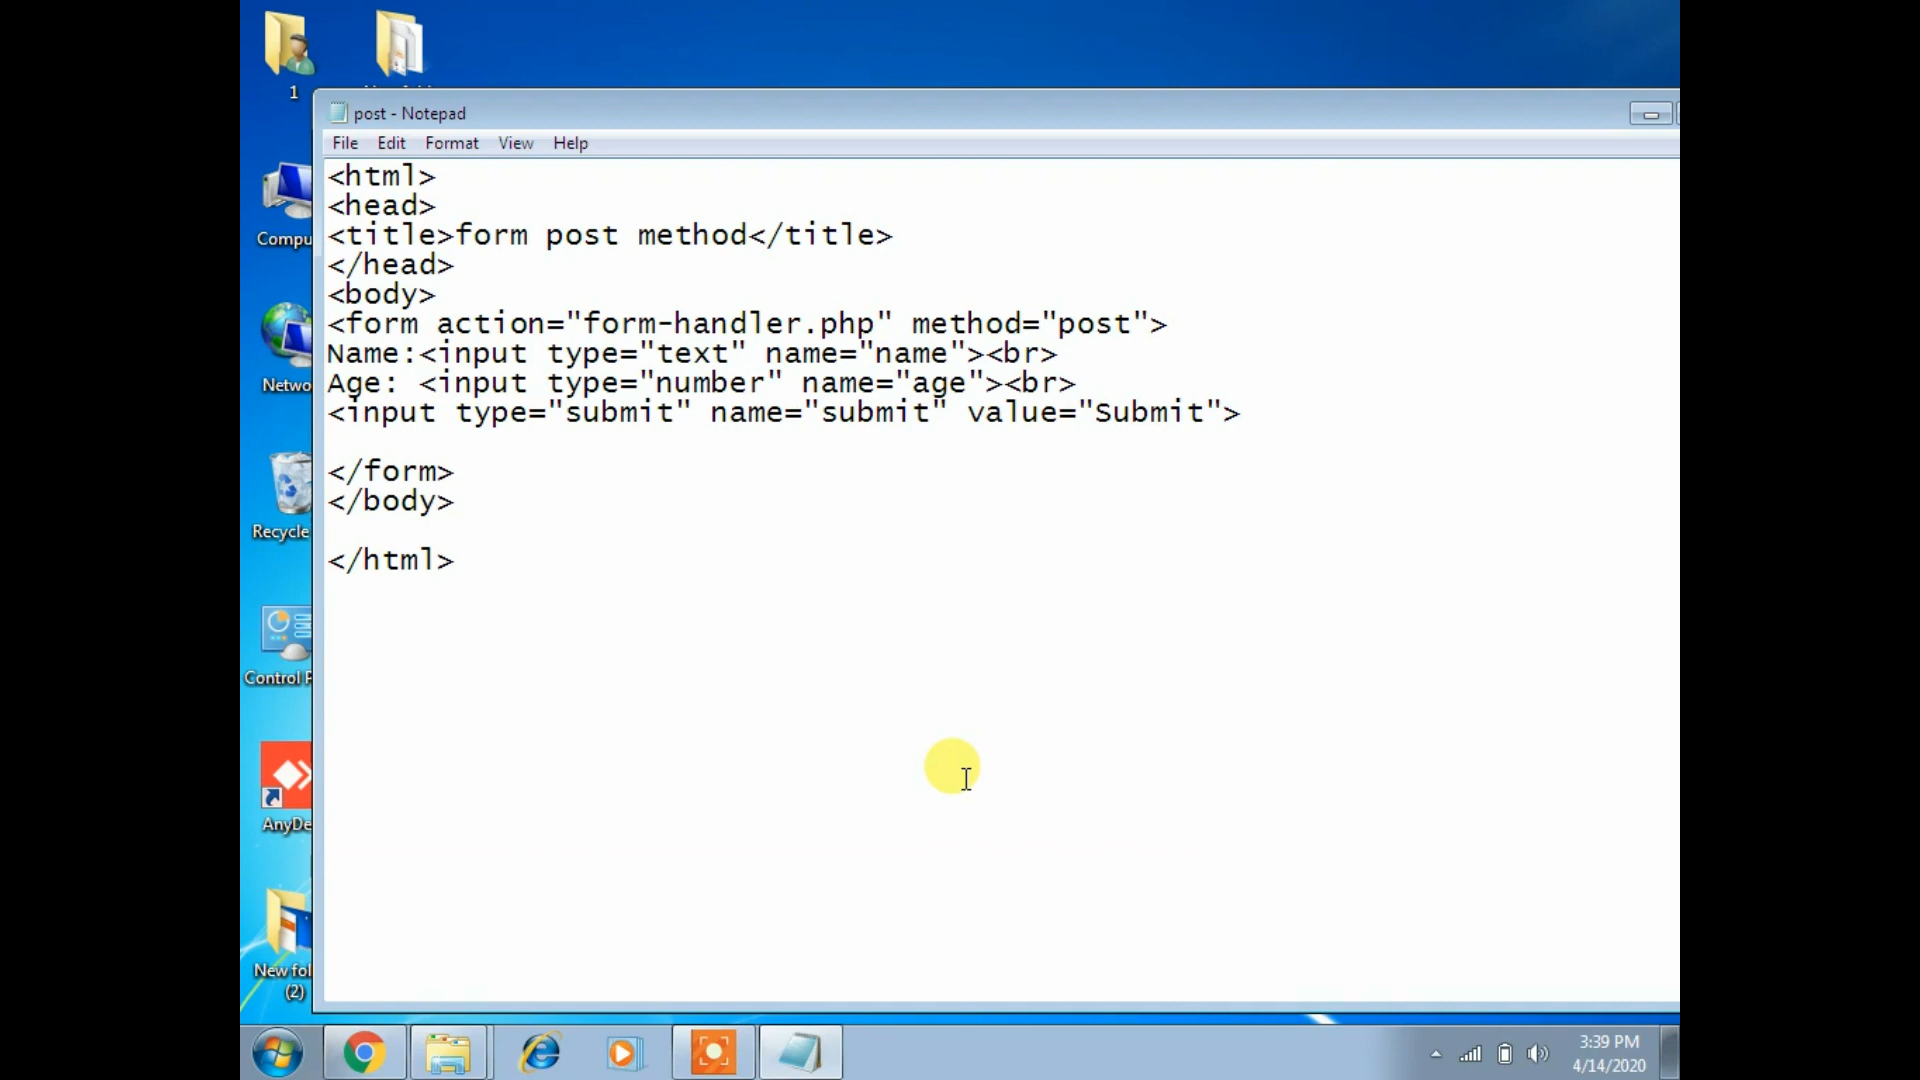 1
post - Notepad
File Edit Format View Help
<html>
<head>
<title>form post method</title>
</head>
<body>
<form action="form-handler.php" method="post">
Name:<input type="text" name="name"><br>
Age: <input type="number" name="age"><br>
<input type="submit" name="submit" value="Submit">
</form>
</body>
</html>
Compu
Netwo
Recycle
Control P
AnyDe
New fol
(2)
3:39 PM
4/14/2020